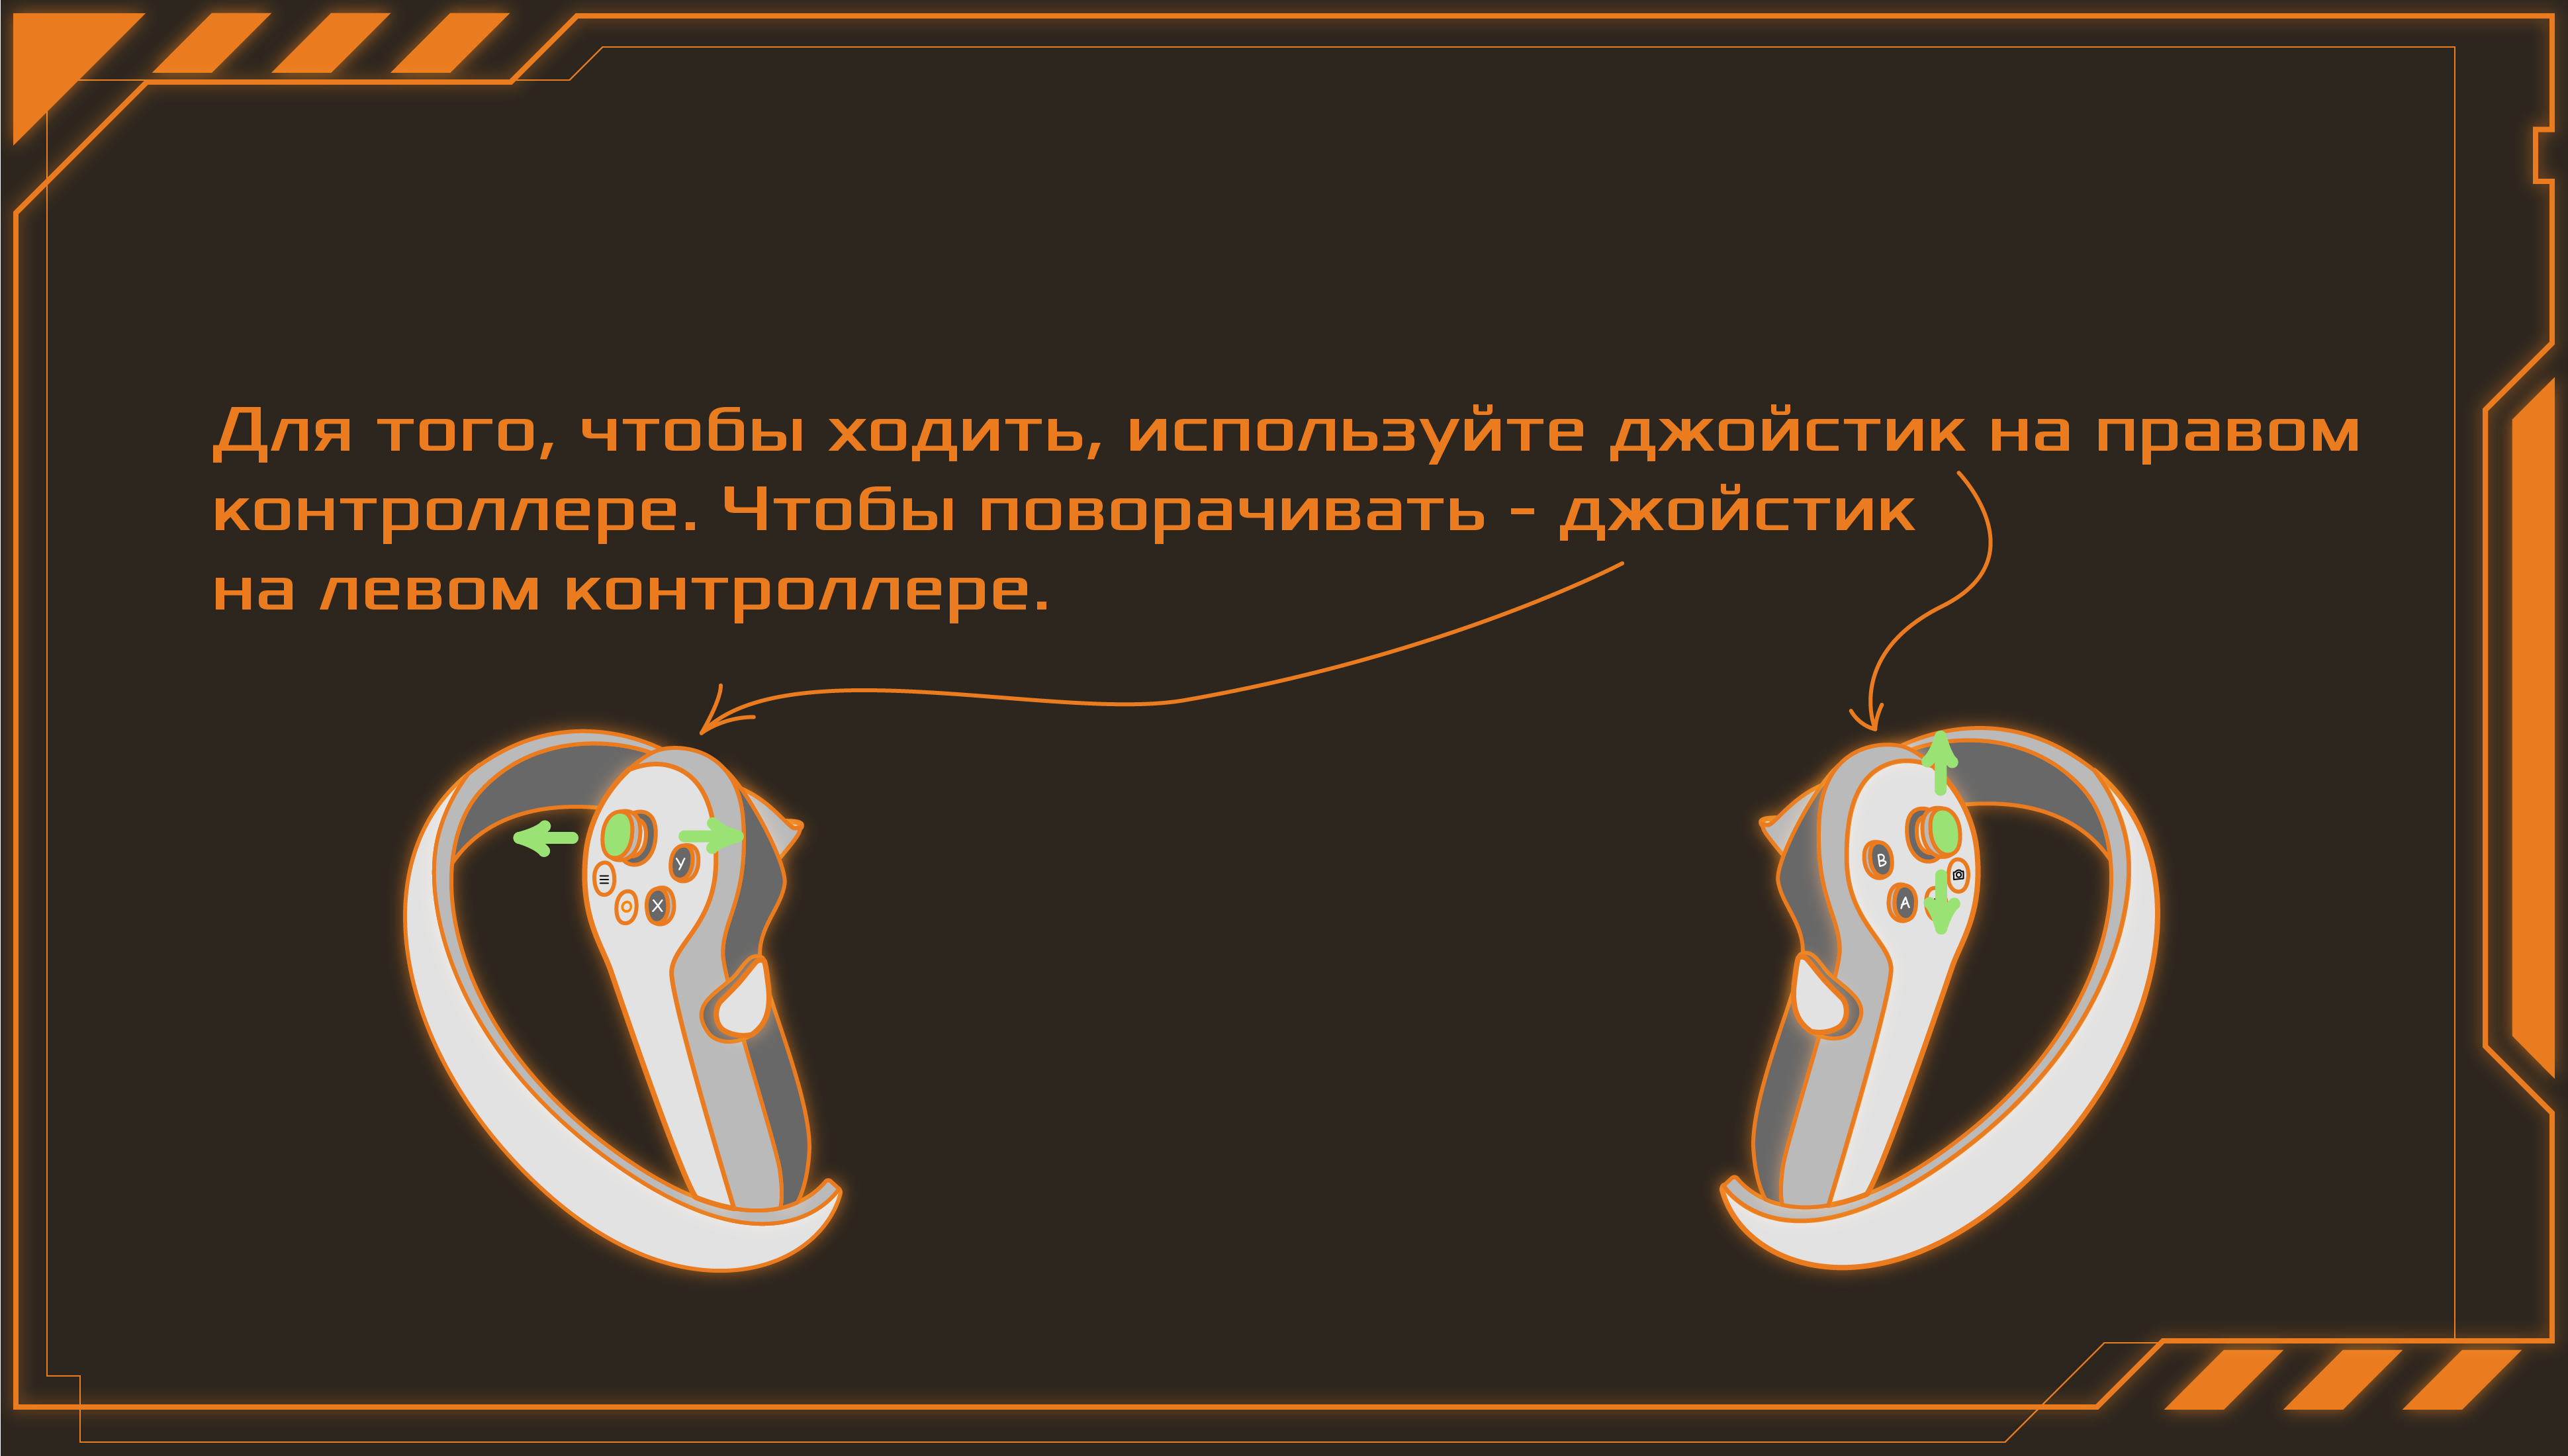 Для того, чтобы ходить, используйте джойстик на правом
контроллере. Чтобы поворачивать - джойстик
на левом контроллере.
Y
X
B
A